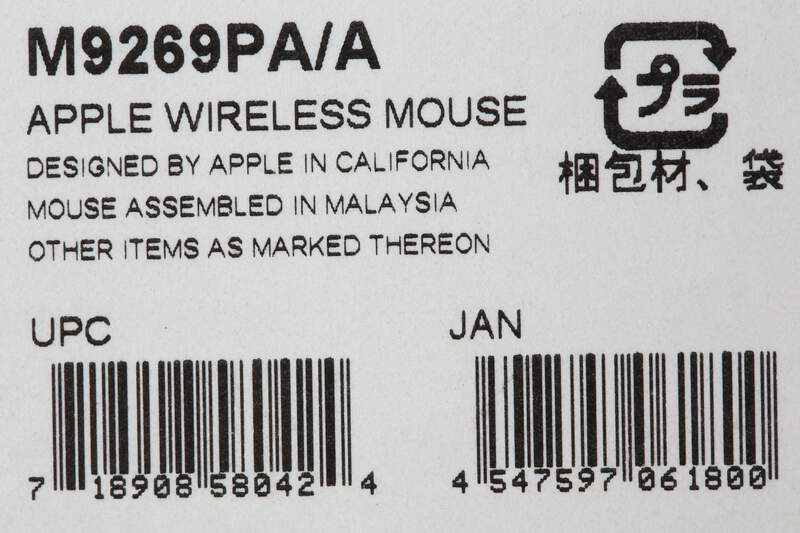 M9269PA/A
APPLE WIRELESS MOUSE
DESIGNED BY APPLE IN CALIFORNIA
MOUSE ASSEMBLED IN MALAYSIA
OTHER ITEMS AS MARKED THEREON
プラ
梱包材、袋
UPC
7 18908 58042 4
JAN
4 547597 061800